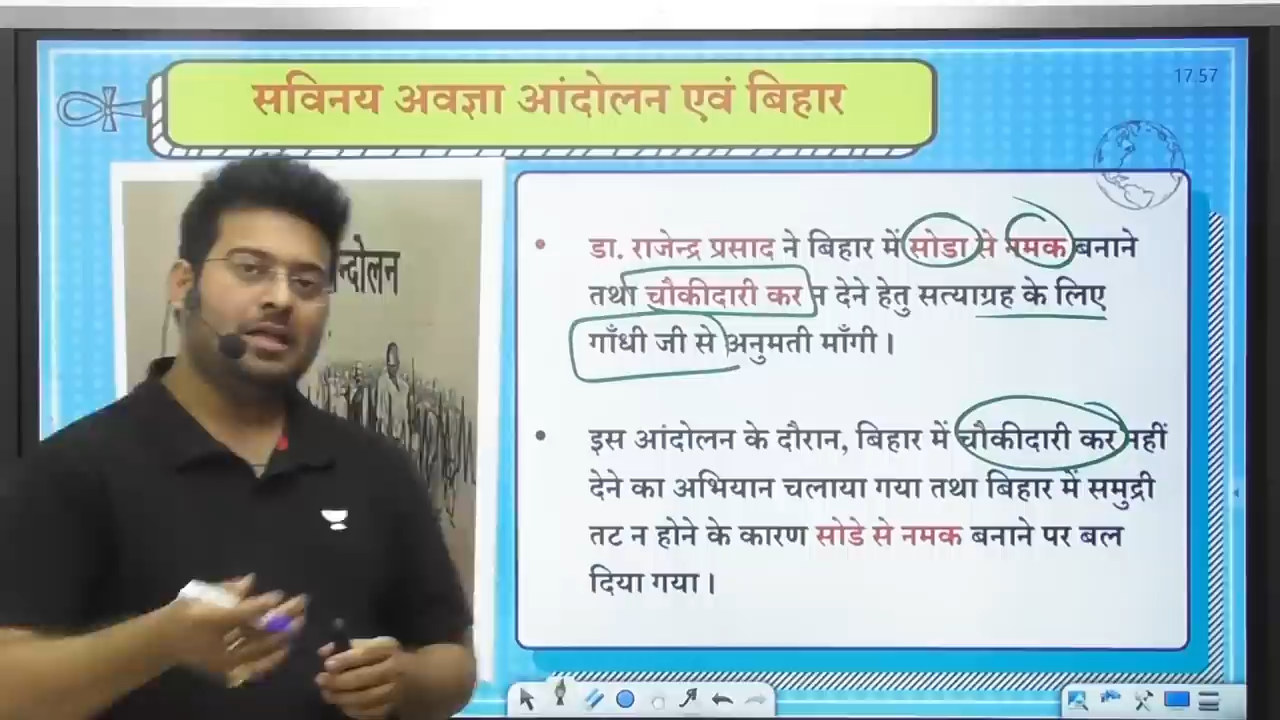 सविनय अवज्ञा आंदोलन एवं बिहार
17:57
न्दोलन
डा. राजेन्द्र प्रसाद ने बिहार में सोडा से नमक बनाने
तथा चौकीदारी कर न देने हेतु सत्याग्रह के लिए
गाँधी जी से अनुमती माँगी।
इस आंदोलन के दौरान, बिहार में चौकीदारी कर नहीं
देने का अभियान चलाया गया तथा बिहार में समुद्री
तट न होने के कारण सोडे से नमक बनाने पर बल
दिया गया।